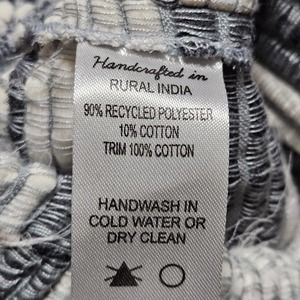 Handcrafted in
RURAL INDIA
90% RECYCLED POLYESTER
10% COTTON
TRIM 100% COTTON
HANDWASH IN
COLD WATER OR
DRY CLEAN